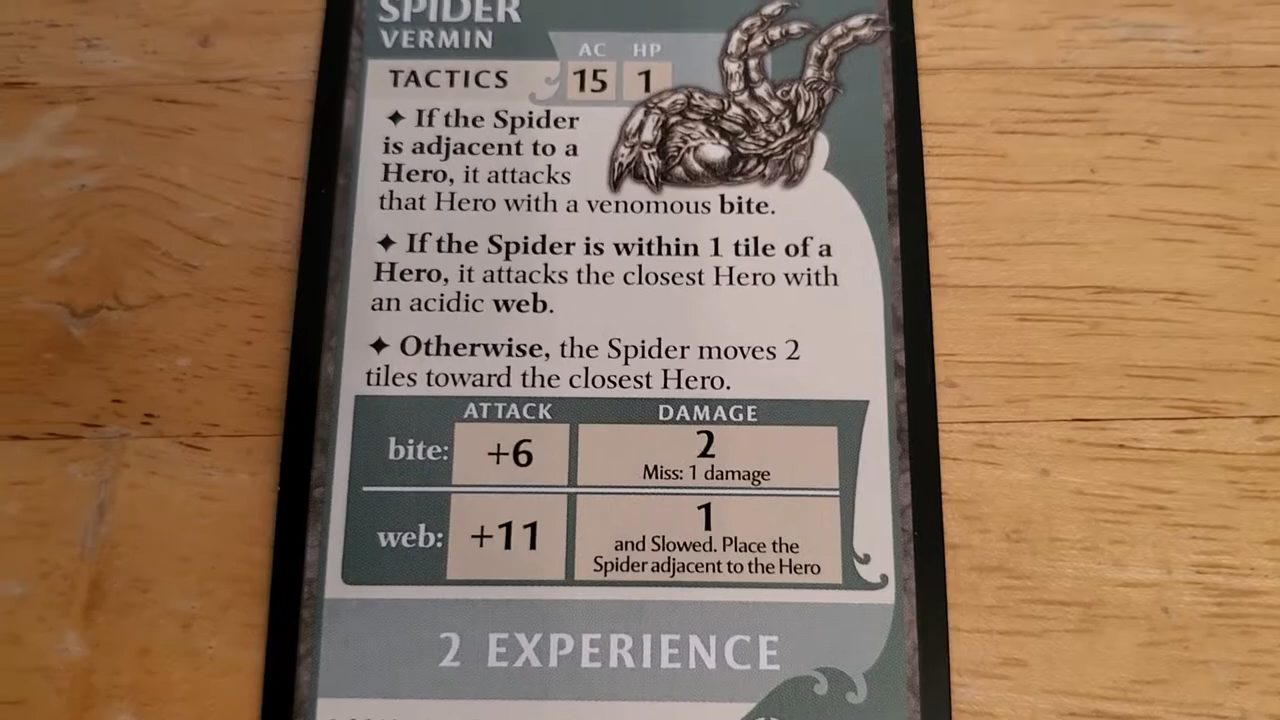 SPIDER
VERMIN
AC HP
TACTICS 15 1
✦ If the Spider
is adjacent to a
Hero, it attacks
that Hero with a venomous bite.
✦ If the Spider is within 1 tile of a
Hero, it attacks the closest Hero with
an acidic web.
✦ Otherwise, the Spider moves 2
tiles toward the closest Hero.
ATTACK DAMAGE
bite: +6 2
Miss: 1 damage
web: +11 1
and Slowed. Place the
Spider adjacent to the Hero
2 EXPERIENCE